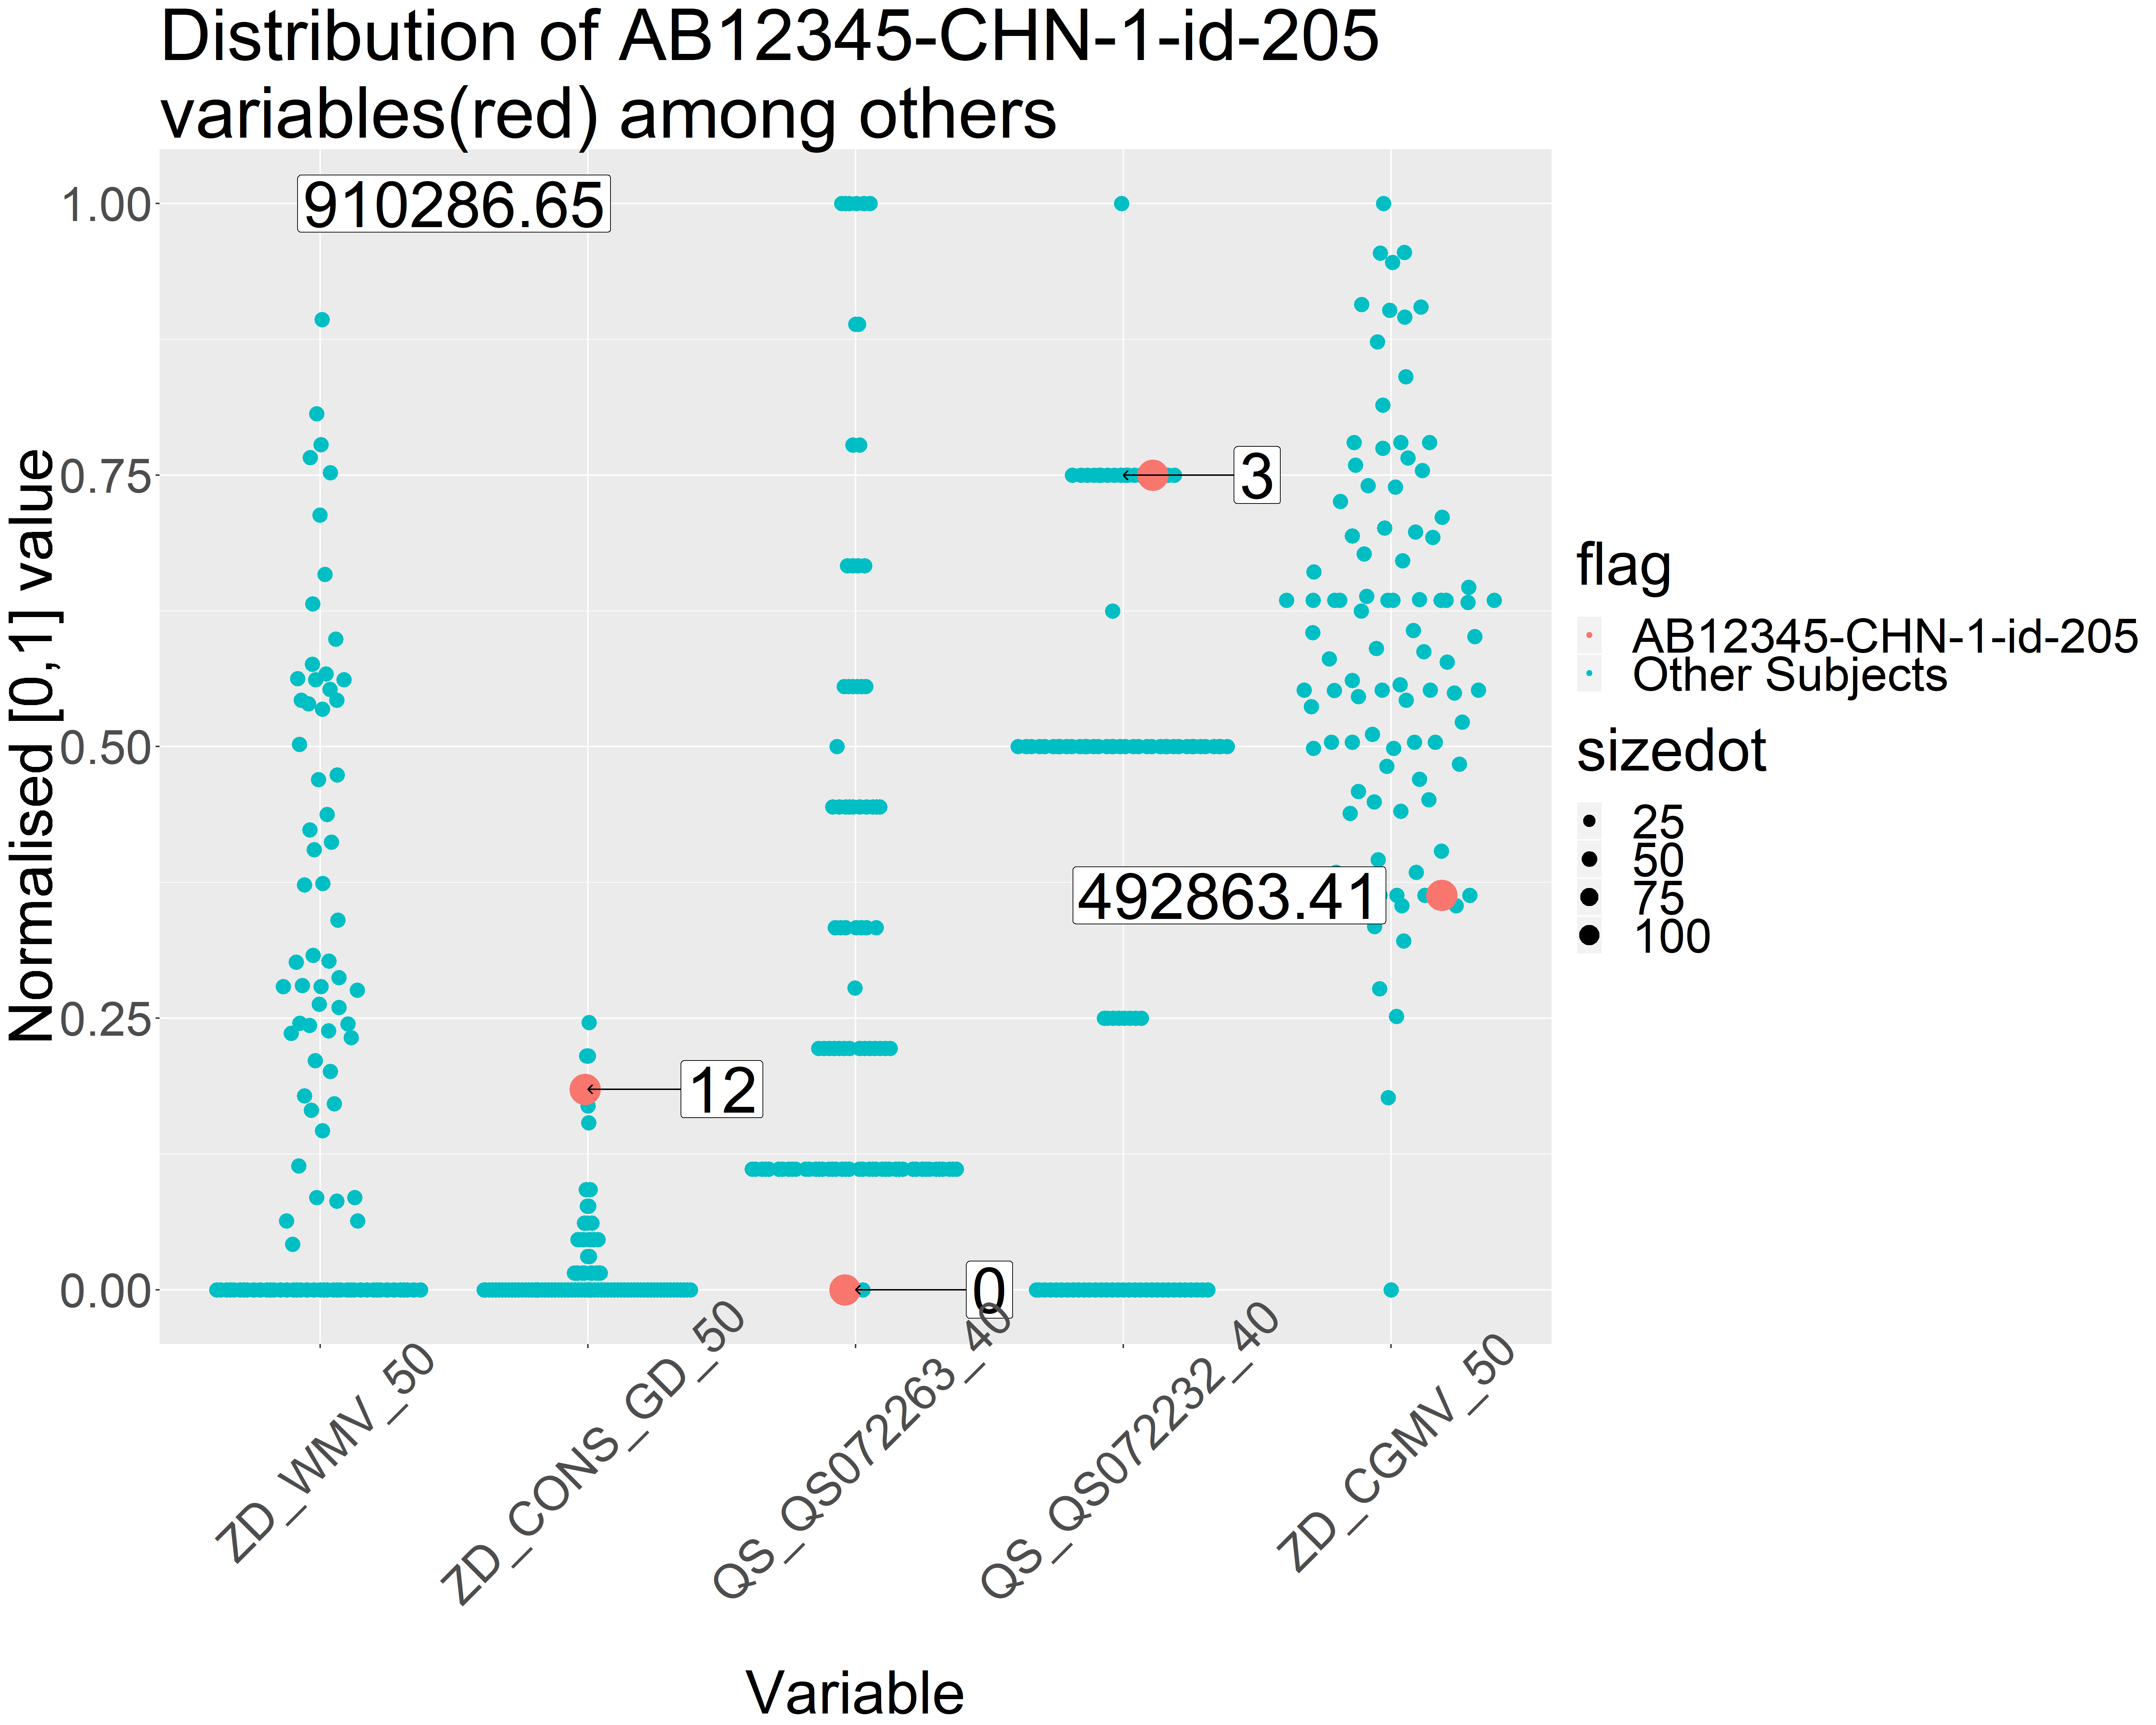 Distribution of AB12345-CHN-1-id-205
variables(red) among others
Normalised [0,1] value
1.00
0.75
0.50
0.25
0.00
910286.65
3
492863.41
12
0
ZD_WMV_50
ZD_CONS_GD_50
QS_QS072263_40
QS_QS072232_40
ZD_CGMV_50
Variable
flag
AB12345-CHN-1-id-205
Other Subjects
sizedot
25
50
75
100